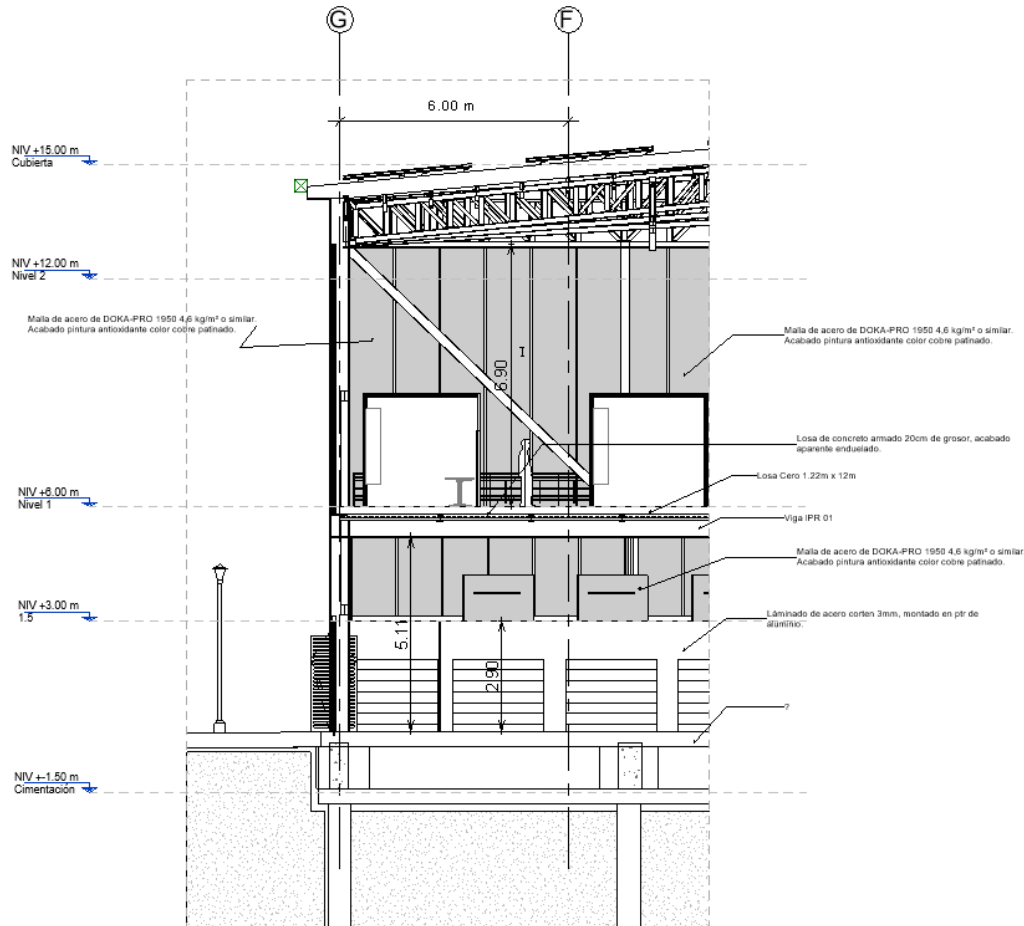 G
F
6.00 m
NIV +15.00 m
Cubierta
NIV +12.00 m
Nivel 2
Malla de acero de DOKA-PRO 1950 4,6 kg/m² o similar.
Acabado pintura antioxidante color cobre patinado.
Malla de acero de DOKA-PRO 1950 4,6 kg/m² o similar.
Acabado pintura antioxidante color cobre patinado.
6.90
Losa de concreto armado 20cm de grosor, acabado
aparente enduelado.
Losa Cero 1.22m x 12m
NIV +6.00 m
Nivel 1
Viga IPR 01
Malla de acero de DOKA-PRO 1950 4,6 kg/m² o similar.
Acabado pintura antioxidante color cobre patinado.
NIV +3.00 m
1.5
Láminado de acero corten 3mm, montado en ptr de
aluminio.
5.11
2.90
?
NIV +-1.50 m
Cimentación